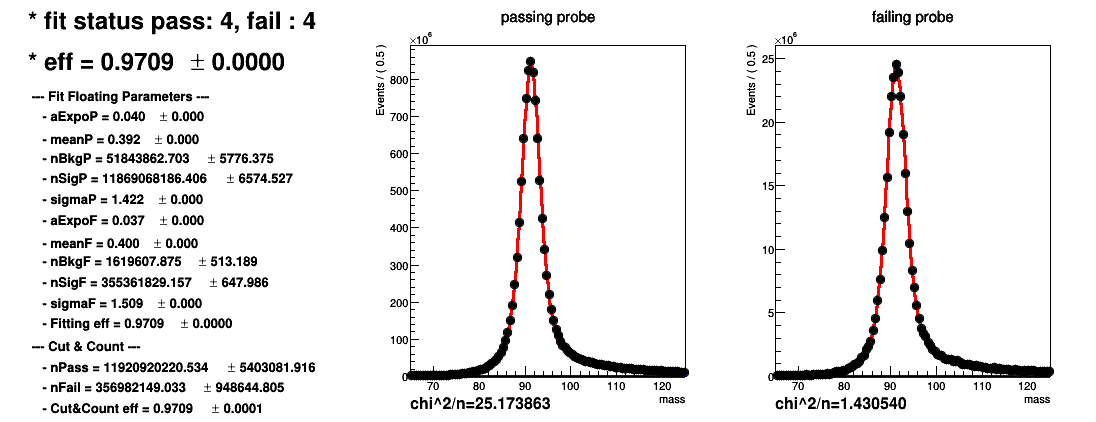 * fit status pass: 4, fail : 4
* eff = 0.9709 ± 0.0000
--- Fit Floating Parameters ---
- aExpoP = 0.040 ± 0.000
- meanP = 0.392 ± 0.000
- nBkgP = 51843862.703 ± 5776.375
- nSigP = 11869068186.406 ± 6574.527
- sigmaP = 1.422 ± 0.000
- aExpoF = 0.037 ± 0.000
- meanF = 0.400 ± 0.000
- nBkgF = 1619607.875 ± 513.189
- nSigF = 355361829.157 ± 647.986
- sigmaF = 1.509 ± 0.000
- Fitting eff = 0.9709 ± 0.0000
--- Cut & Count ---
- nPass = 11920920220.534 ± 5403081.916
- nFail = 356982149.033 ± 948644.805
- Cut&Count eff = 0.9709 ± 0.0001
passing probe
×10⁶
Events / ( 0.5 )
800
700
600
500
400
300
200
100
0
70 80 90 100 110 120
mass
chi^2/n=25.173863
failing probe
×10⁶
Events / ( 0.5 )
25
20
15
10
5
0
70 80 90 100 110 120
mass
chi^2/n=1.430540